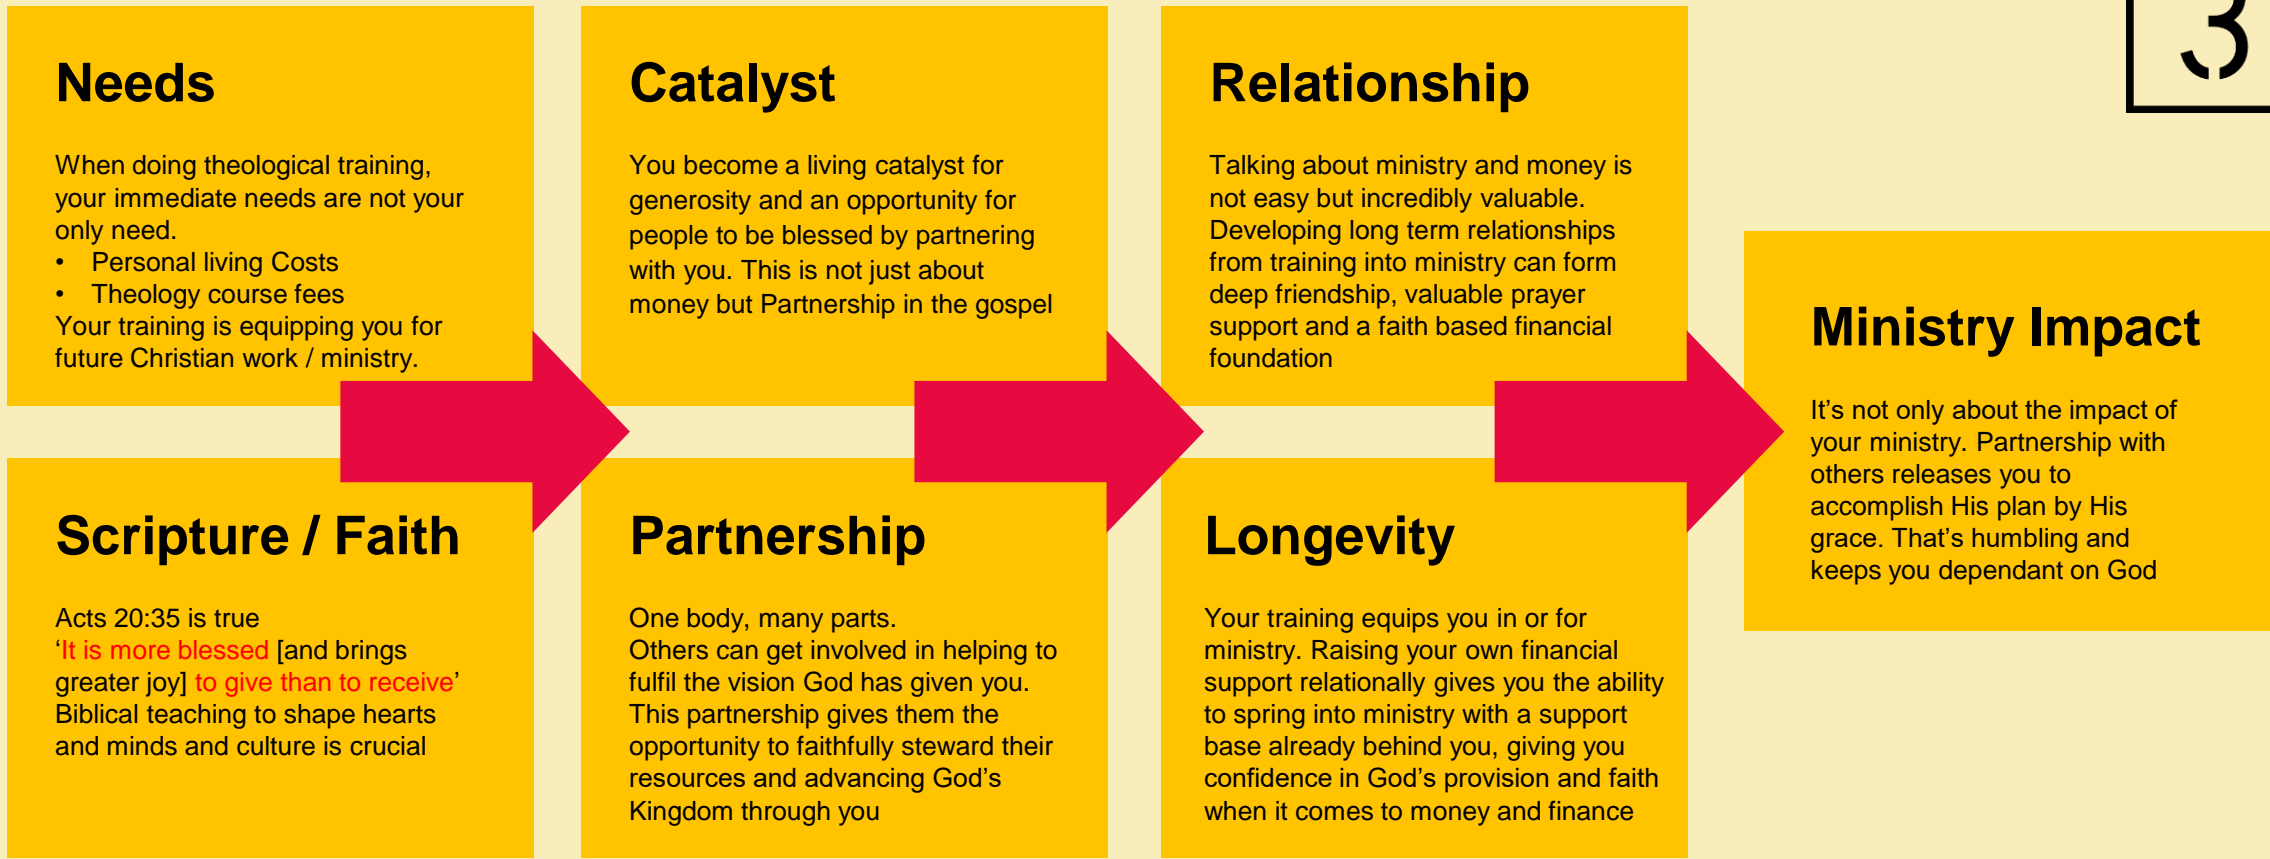 Needs
When doing theological training,
your immediate needs are not your
only need.
• Personal living Costs
• Theology course fees
Your training is equipping you for
future Christian work / ministry.
Scripture / Faith
Acts 20:35 is true
‘It is more blessed [and brings
greater joy] to give than to receive’
Biblical teaching to shape hearts
and minds and culture is crucial
Catalyst
You become a living catalyst for
generosity and an opportunity for
people to be blessed by partnering
with you. This is not just about
money but Partnership in the gospel
Partnership
One body, many parts.
Others can get involved in helping to
fulfil the vision God has given you.
This partnership gives them the
opportunity to faithfully steward their
resources and advancing God’s
Kingdom through you
Relationship
Talking about ministry and money is
not easy but incredibly valuable.
Developing long term relationships
from training into ministry can form
deep friendship, valuable prayer
support and a faith based financial
foundation
Longevity
Your training equips you in or for
ministry. Raising your own financial
support relationally gives you the ability
to spring into ministry with a support
base already behind you, giving you
confidence in God’s provision and faith
when it comes to money and finance
3
Ministry Impact
It’s not only about the impact of
your ministry. Partnership with
others releases you to
accomplish His plan by His
grace. That’s humbling and
keeps you dependant on God